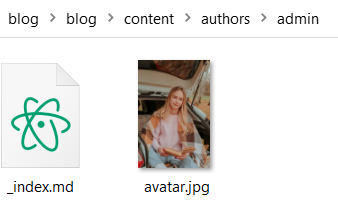 blog > blog > content > authors > admin
_index.md
avatar.jpg